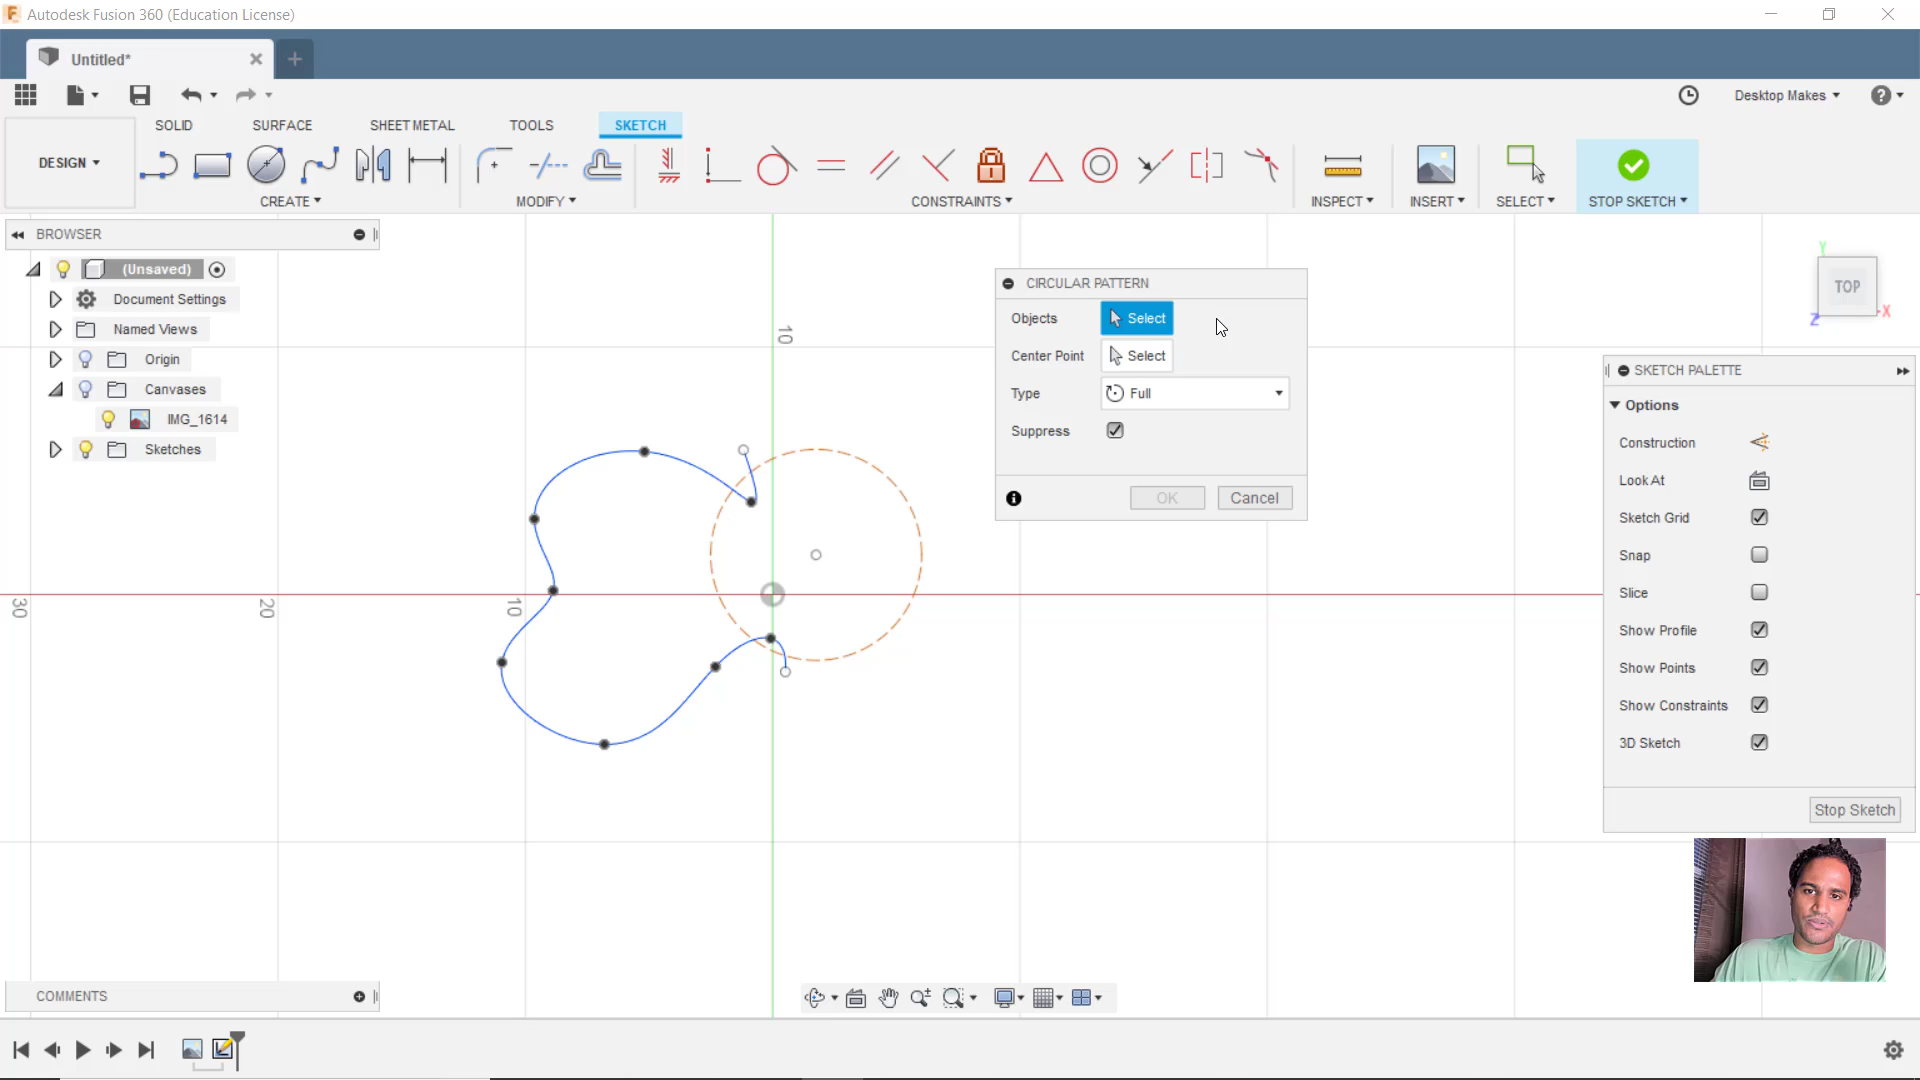 Autodesk Fusion 360 (Education License)
Untitled*
Desktop Makes
SOLID
SURFACE
SHEET METAL
TOOLS
SKETCH
DESIGN
CREATE
MODIFY
CONSTRAINTS
INSPECT
INSERT
SELECT
STOP SKETCH
BROWSER
(Unsaved)
Document Settings
Named Views
Origin
Canvases
IMG_1614
Sketches
10
30
20
10
CIRCULAR PATTERN
Objects
Select
Center Point
Select
Type
Full
Suppress
OK
Cancel
Y
TOP
X
Z
SKETCH PALETTE
Options
Construction
Look At
Sketch Grid
Snap
Slice
Show Profile
Show Points
Show Constraints
3D Sketch
Stop Sketch
COMMENTS